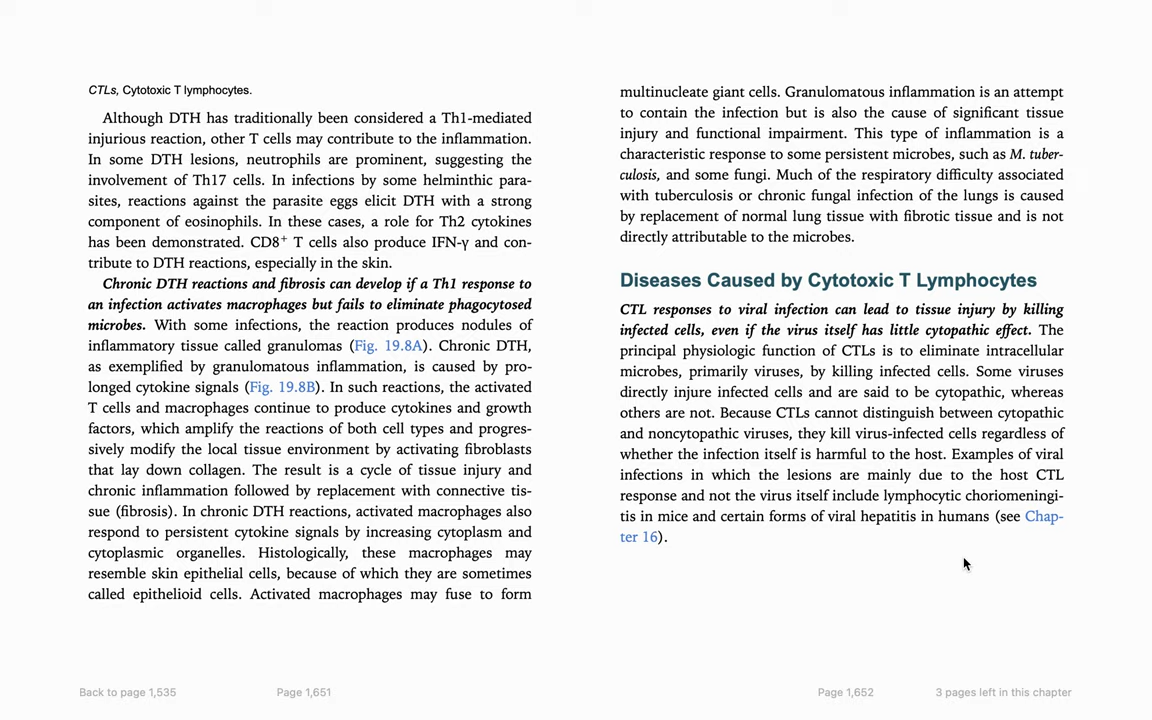 CTLs, Cytotoxic T lymphocytes.
Although DTH has traditionally been considered a Th1-mediated
injurious reaction, other T cells may contribute to the inflammation.
In some DTH lesions, neutrophils are prominent, suggesting the
involvement of Th17 cells. In infections by some helminthic para-
sites, reactions against the parasite eggs elicit DTH with a strong
component of eosinophils. In these cases, a role for Th2 cytokines
has been demonstrated. CD8⁺ T cells also produce IFN-γ and con-
tribute to DTH reactions, especially in the skin.
Chronic DTH reactions and fibrosis can develop if a Th1 response to
an infection activates macrophages but fails to eliminate phagocytosed
microbes. With some infections, the reaction produces nodules of
inflammatory tissue called granulomas (Fig. 19.8A). Chronic DTH,
as exemplified by granulomatous inflammation, is caused by pro-
longed cytokine signals (Fig. 19.8B). In such reactions, the activated
T cells and macrophages continue to produce cytokines and growth
factors, which amplify the reactions of both cell types and progres-
sively modify the local tissue environment by activating fibroblasts
that lay down collagen. The result is a cycle of tissue injury and
chronic inflammation followed by replacement with connective tis-
sue (fibrosis). In chronic DTH reactions, activated macrophages also
respond to persistent cytokine signals by increasing cytoplasm and
cytoplasmic organelles. Histologically, these macrophages may
resemble skin epithelial cells, because of which they are sometimes
called epithelioid cells. Activated macrophages may fuse to form
multinucleate giant cells. Granulomatous inflammation is an attempt
to contain the infection but is also the cause of significant tissue
injury and functional impairment. This type of inflammation is a
characteristic response to some persistent microbes, such as M. tuber-
culosis, and some fungi. Much of the respiratory difficulty associated
with tuberculosis or chronic fungal infection of the lungs is caused
by replacement of normal lung tissue with fibrotic tissue and is not
directly attributable to the microbes.
Diseases Caused by Cytotoxic T Lymphocytes
CTL responses to viral infection can lead to tissue injury by killing
infected cells, even if the virus itself has little cytopathic effect. The
principal physiologic function of CTLs is to eliminate intracellular
microbes, primarily viruses, by killing infected cells. Some viruses
directly injure infected cells and are said to be cytopathic, whereas
others are not. Because CTLs cannot distinguish between cytopathic
and noncytopathic viruses, they kill virus-infected cells regardless of
whether the infection itself is harmful to the host. Examples of viral
infections in which the lesions are mainly due to the host CTL
response and not the virus itself include lymphocytic choriomeningi-
tis in mice and certain forms of viral hepatitis in humans (see Chap-
ter 16).
Back to page 1,535
Page 1,651
Page 1,652
3 pages left in this chapter